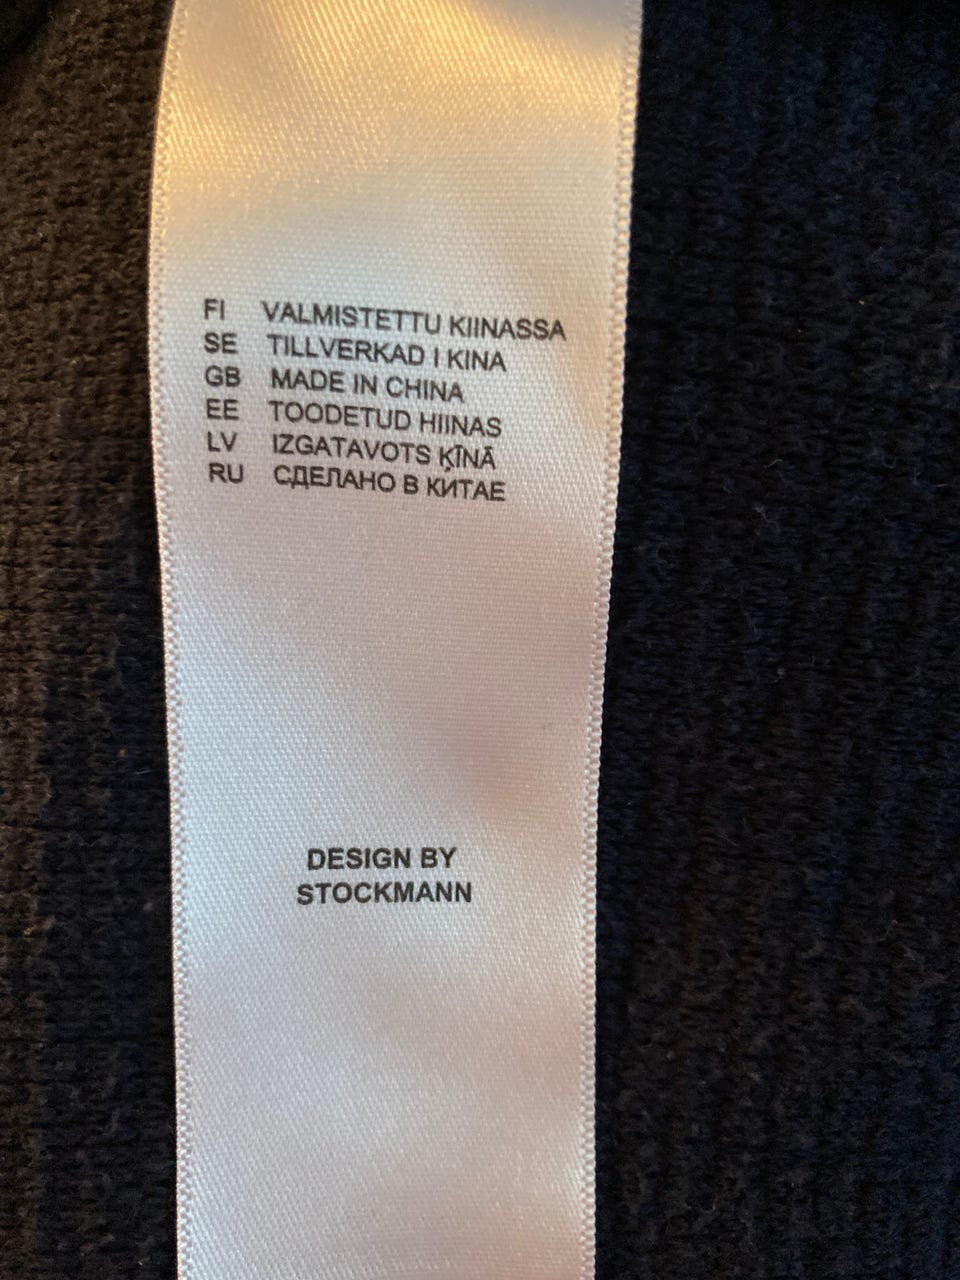 FI VALMISTETTU KIINASSA
SE TILLVERKAD I KINA
GB MADE IN CHINA
EE TOODETUD HIINAS
LV IZGATAVOTS ĶĪNĀ
RU СДЕЛАНО В КИТАЕ
DESIGN BY
STOCKMANN